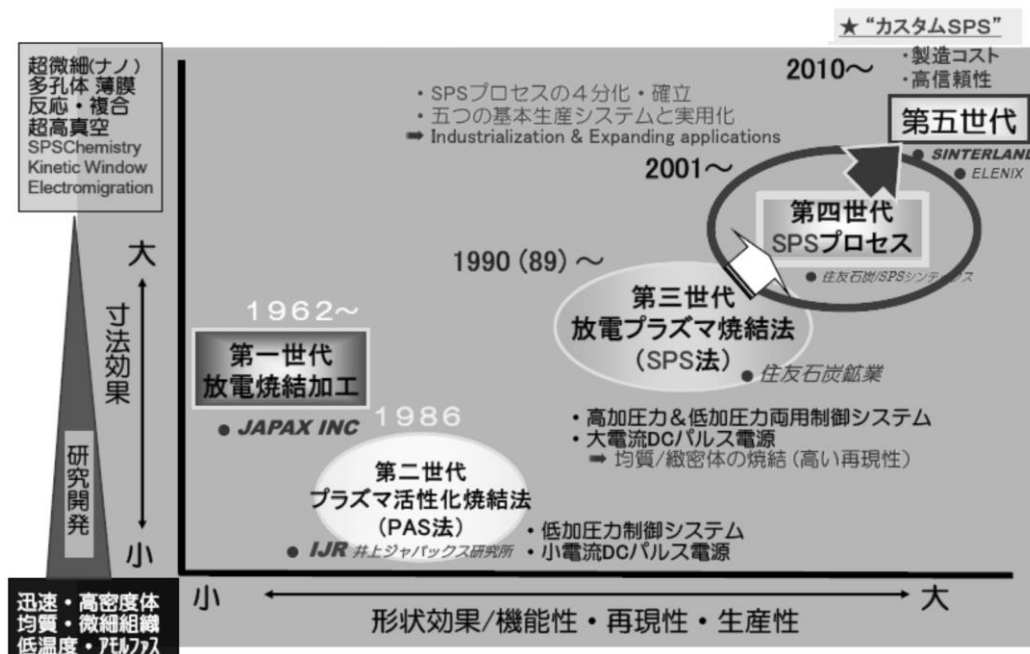 ★ “カスタムSPS”
・製造コスト
・高信頼性
2010～
第五世代
● SINTERLAND
● ELENIX
超微細(ナノ)
多孔体 薄膜
反応・複合
超高真空
SPSChemistry
Kinetic Window
Electromigration
・SPSプロセスの４分化・確立
・五つの基本生産システムと実用化
➡ Industrialization & Expanding applications
2001～
第四世代
SPSプロセス
● 住友石炭/SPSシンテックス
1990 (89) ～
第三世代
放電プラズマ焼結法
(SPS法)
● 住友石炭鉱業
・高加圧力＆低加圧力両用制御システム
・大電流DCパルス電源
➡ 均質/緻密体の焼結 (高い再現性)
1962～
第一世代
放電焼結加工
● JAPAX INC
1986
第二世代
プラズマ活性化焼結法
(PAS法)
● IJR 井上ジャパックス研究所
・低加圧力制御システム
・小電流DCパルス電源
大
寸法効果
小
研究開発
迅速・高密度体
均質・微細組織
低温度・アモルファス
小
大
形状効果/機能性・再現性・生産性